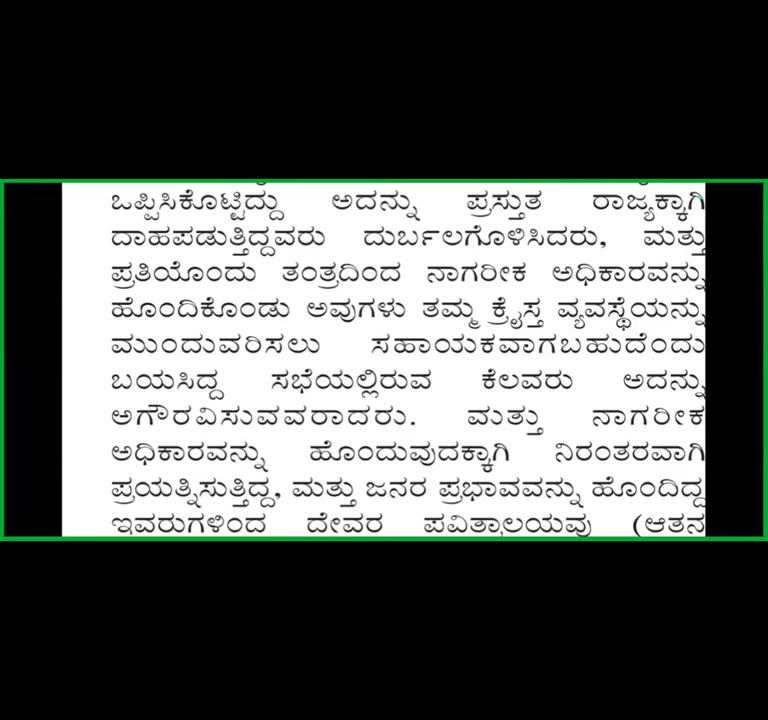 ಒಪ್ಪಿಸಿಕೊಟ್ಟಿದ್ದು ಅದನ್ನು ಪ್ರಸ್ತುತ ರಾಜ್ಯಕ್ಕಾಗಿ
ದಾಹಪಡುತ್ತಿದ್ದವರು ದುರ್ಬಲಗೊಳಿಸಿದರು, ಮತ್ತು
ಪ್ರತಿಯೊಂದು ತಂತ್ರದಿಂದ ನಾಗರೀಕ ಅಧಿಕಾರವನ್ನು
ಹೊಂದಿಕೊಂಡು ಅವುಗಳು ತಮ್ಮ ಕ್ರೈಸ್ತ ವ್ಯವಸ್ಥೆಯನ್ನು
ಮುಂದುವರಿಸಲು ಸಹಾಯಕವಾಗಬಹುದೆಂದು
ಬಯಸಿದ್ದ ಸಭೆಯಲ್ಲಿರುವ ಕೆಲವರು ಅದನ್ನು
ಅಗೌರವಿಸುವವರಾದರು. ಮತ್ತು ನಾಗರೀಕ
ಅಧಿಕಾರವನ್ನು ಹೊಂದುವುದಕ್ಕಾಗಿ ನಿರಂತರವಾಗಿ
ಪ್ರಯತ್ನಿಸುತ್ತಿದ್ದ, ಮತ್ತು ಜನರ ಪ್ರಭಾವವನ್ನು ಹೊಂದಿದ್ದ
ಇವರುಗಳಿಂದ ದೇವರ ಪವಿತ್ರಾಲಯವು (ಆತನ